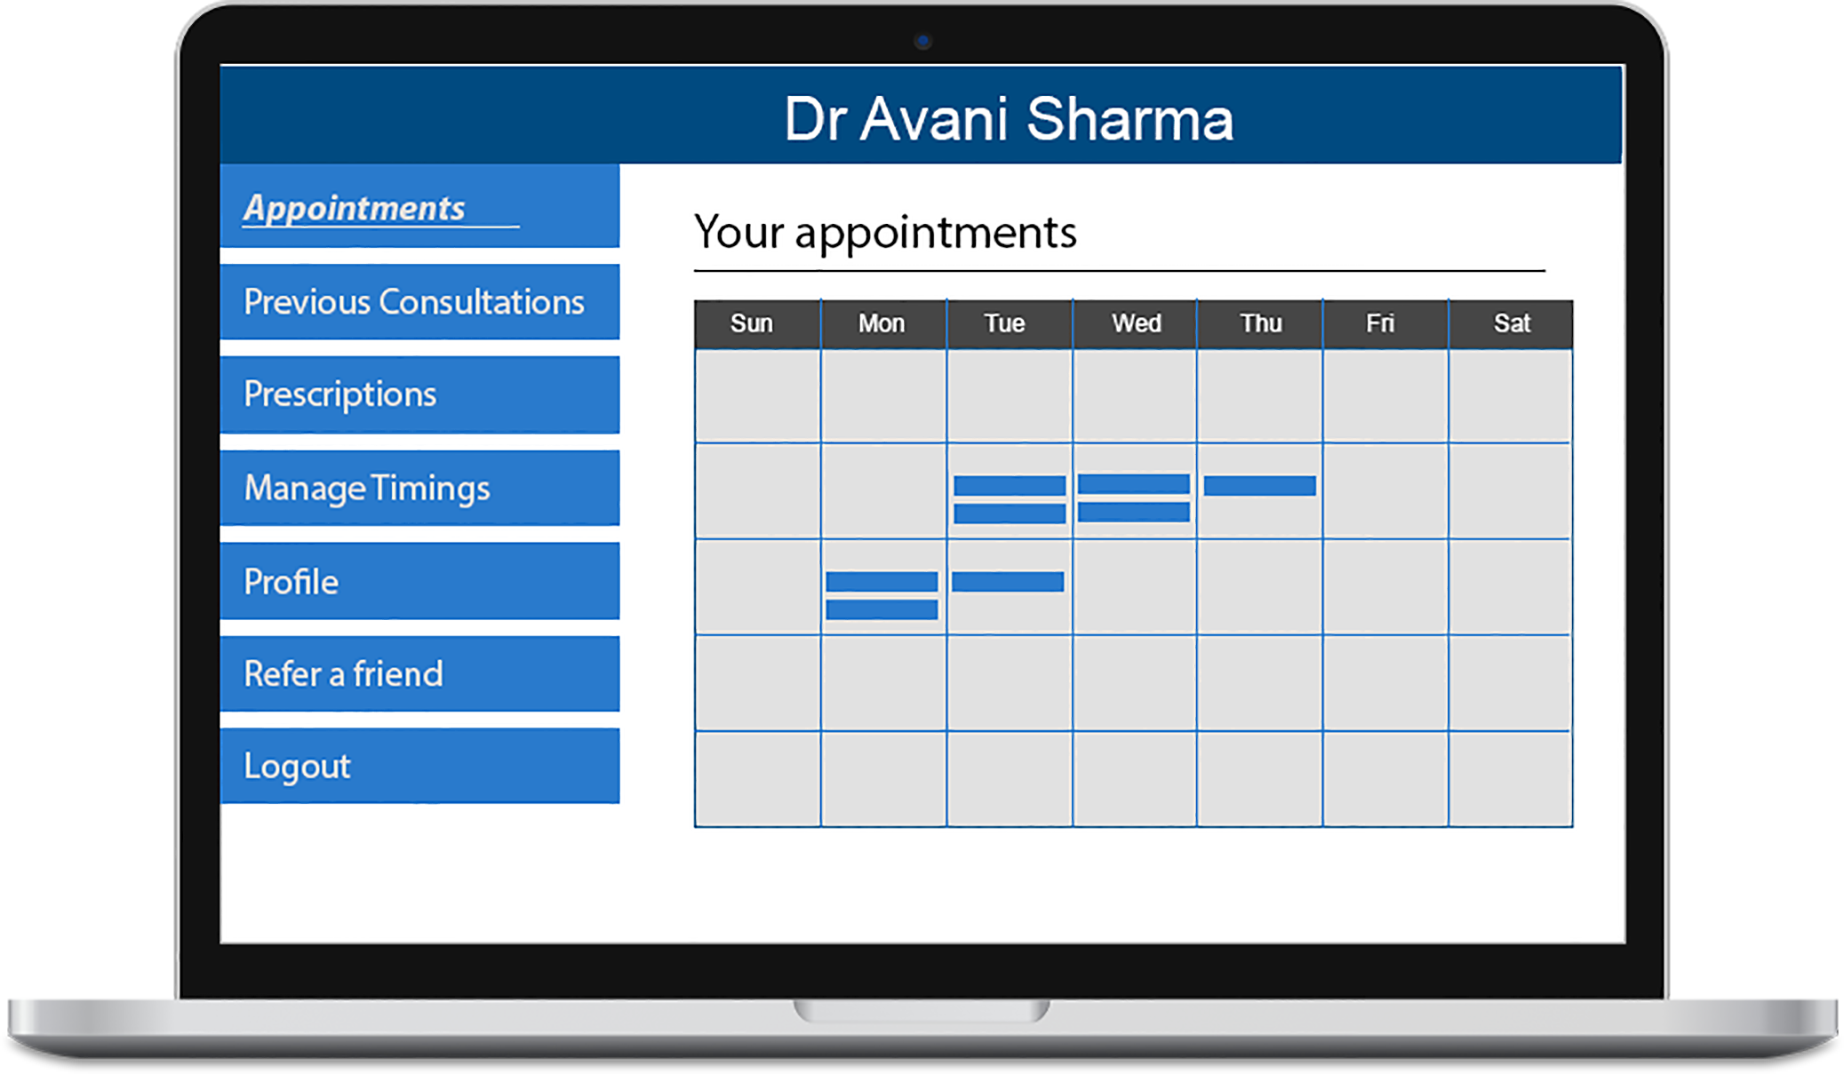 Dr Avani Sharma
Appointments
Previous Consultations
Prescriptions
Manage Timings
Profile
Refer a friend
Logout
Your appointments
Sun Mon Tue Wed Thu Fri Sat